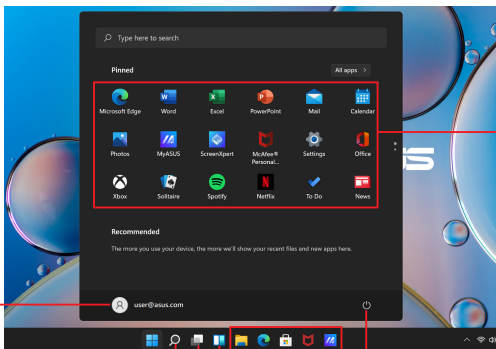 Type here to search
Pinned
All apps >
Microsoft Edge Word Excel PowerPoint Mail Calendar
Photos MyASUS ScreenXpert McAfee® Personal... Settings Office
Xbox Solitaire Spotify Netflix To Do News
Recommended
The more you use your device, the more we'll show your recent files and new apps here.
user@asus.com